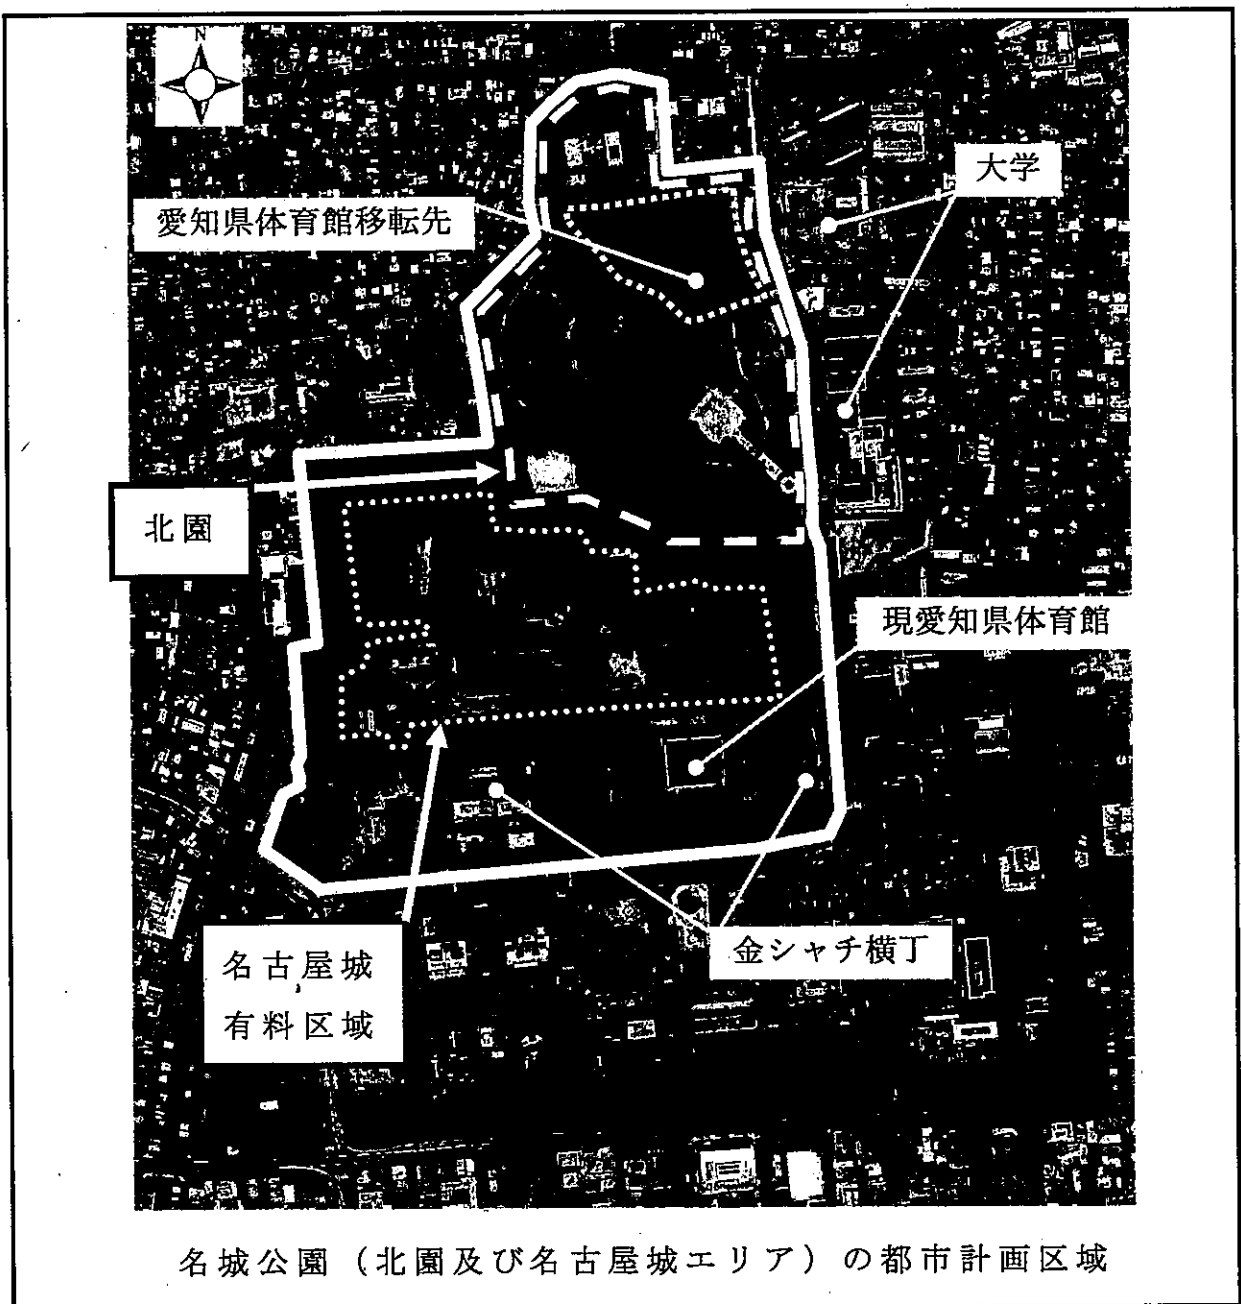 N
大学
愛知県体育館移転先
北園
現愛知県体育館
金シャチ横丁
名古屋城
有料区域
名城公園（北園及び名古屋城エリア）の都市計画区域